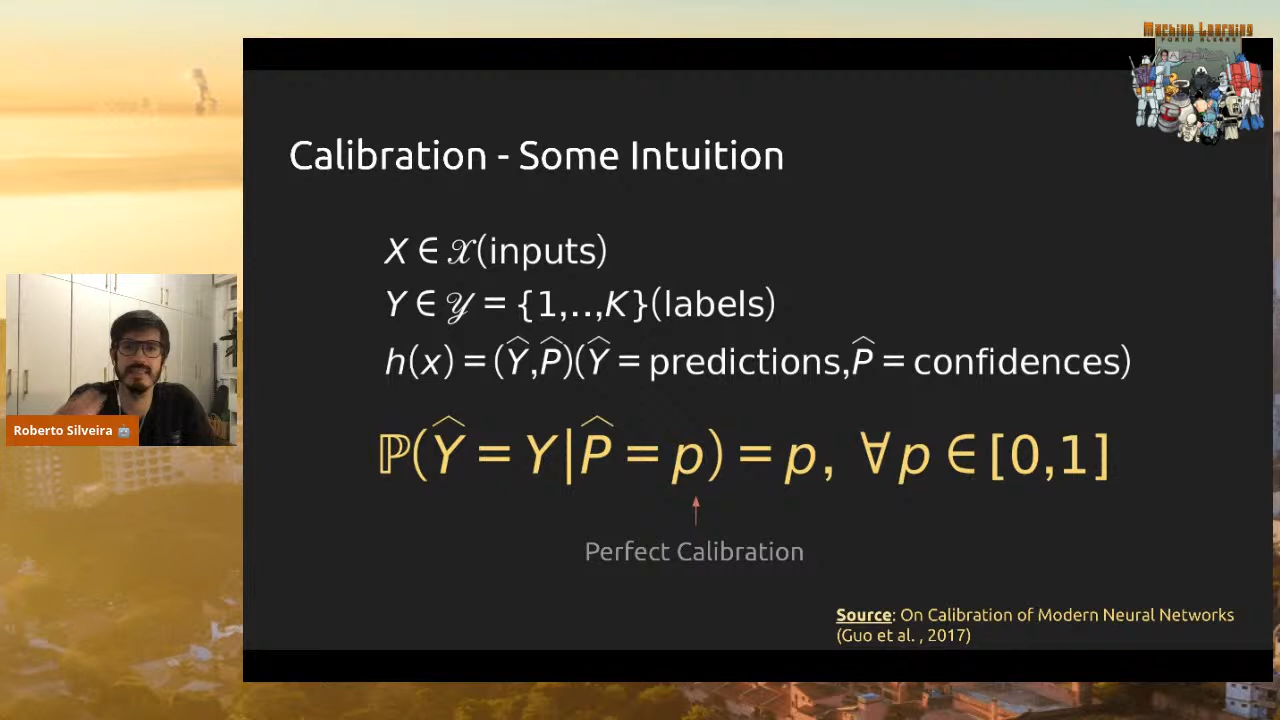 Machine Learning
PORTO ALEGRE
Calibration - Some Intuition
X ∈ 𝒳(inputs)
Y ∈ 𝒴 = {1,..,K}(labels)
h(x) = (Ŷ,P̂)(Ŷ = predictions,P̂ = confidences)
ℙ(Ŷ = Y|P̂ = p) = p, ∀p ∈ [0,1]
Perfect Calibration
Roberto Silveira 🤖
Source: On Calibration of Modern Neural Networks
(Guo et al. , 2017)